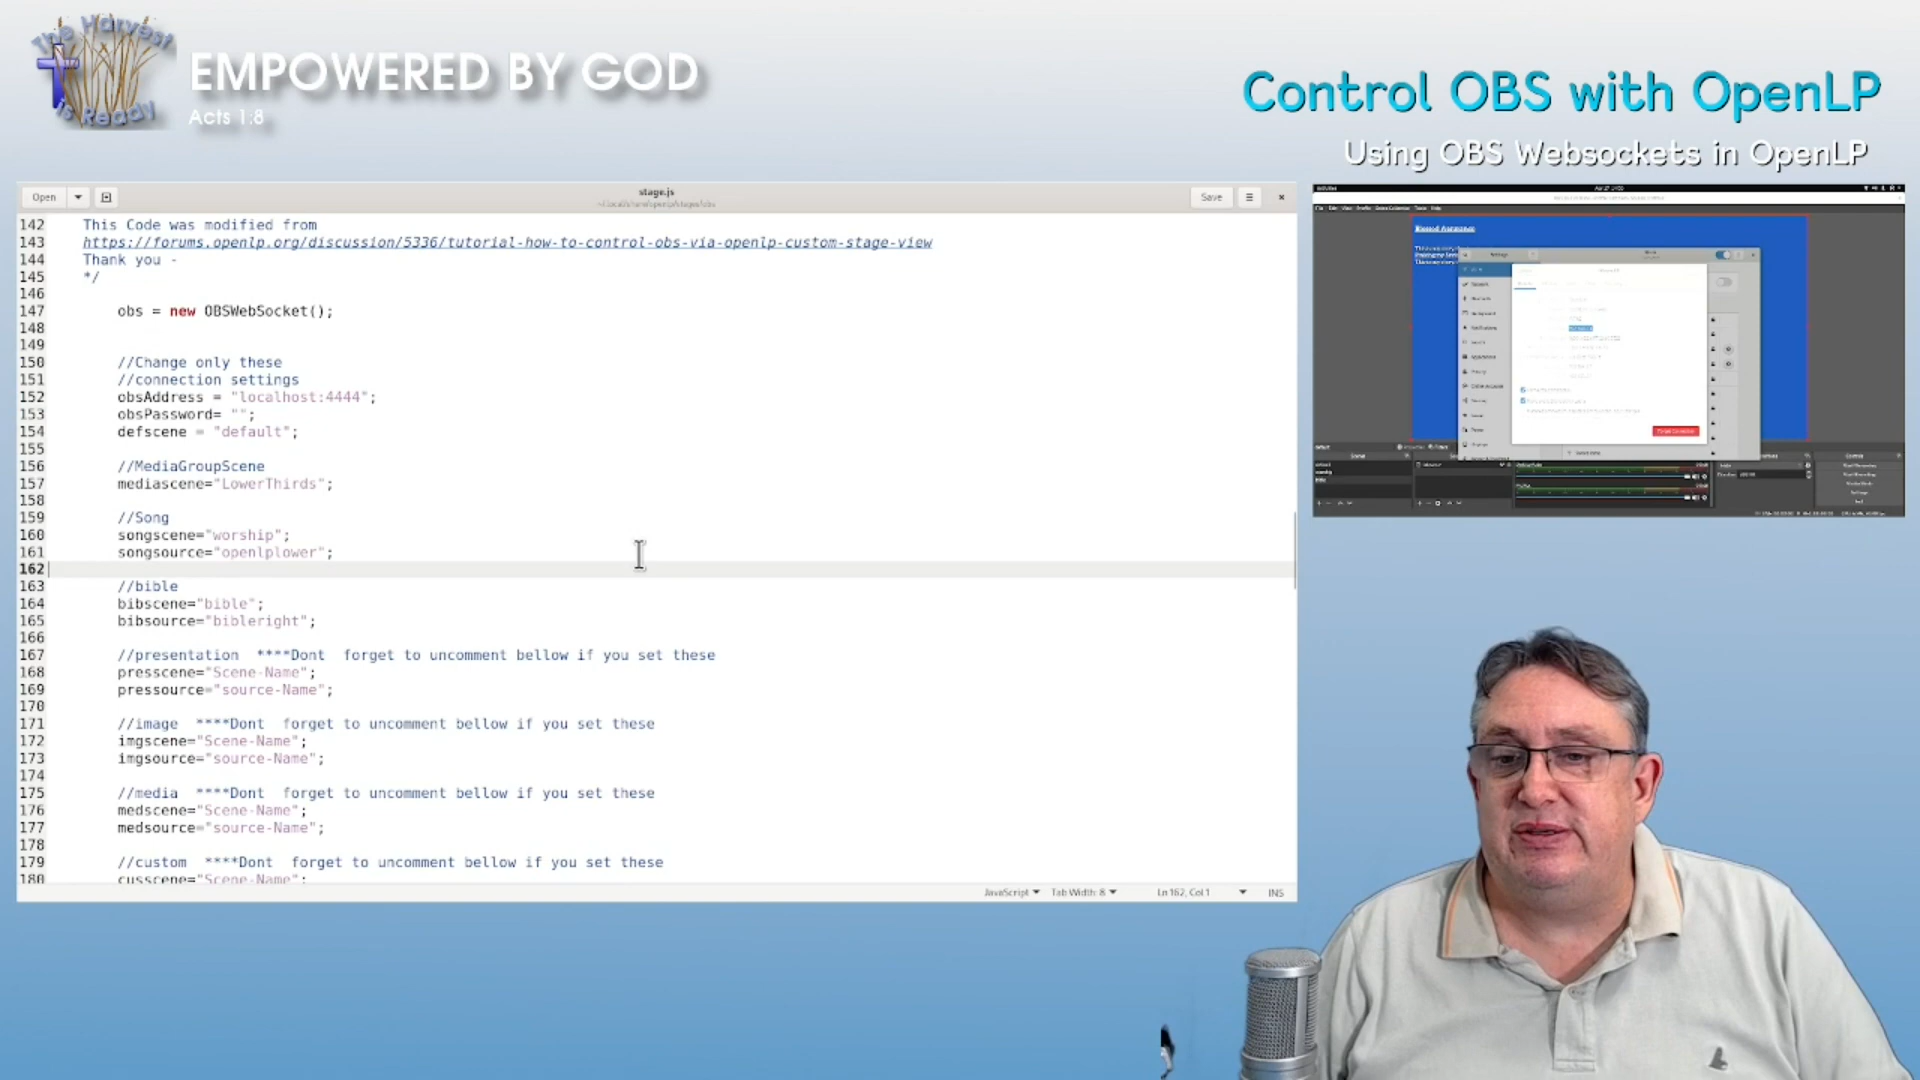 The Harvest
is Ready
EMPOWERED BY GOD
Acts 1:8
Control OBS with OpenLP
Using OBS Websockets in OpenLP
Open
stage.js
Save
142 This Code was modified from
143 https://forums.openlp.org/discussion/5336/tutorial-how-to-control-obs-via-openlp-custom-stage-view
144 Thank you -
145 */
146
147 obs = new OBSWebSocket();
148
149
150 //Change only these
151 //connection settings
152 obsAddress = "localhost:4444";
153 obsPassword= "";
154 defscene = "default";
155
156 //MediaGroupScene
157 mediascene="LowerThirds";
158
159 //Song
160 songscene="worship";
161 songsource="openlplower";
162
163 //bible
164 bibscene="bible";
165 bibsource="bibleright";
166
167 //presentation ****Dont forget to uncomment bellow if you set these
168 presscene="Scene-Name";
169 pressource="source-Name";
170
171 //image ****Dont forget to uncomment bellow if you set these
172 imgscene="Scene-Name";
173 imgsource="source-Name";
174
175 //media ****Dont forget to uncomment bellow if you set these
176 medscene="Scene-Name";
177 medsource="source-Name";
178
179 //custom ****Dont forget to uncomment bellow if you set these
180 cusscene="Scene-Name";
JavaScript Tab Width: 8 Ln 162, Col 1 INS
Blessed Assurance
Settings